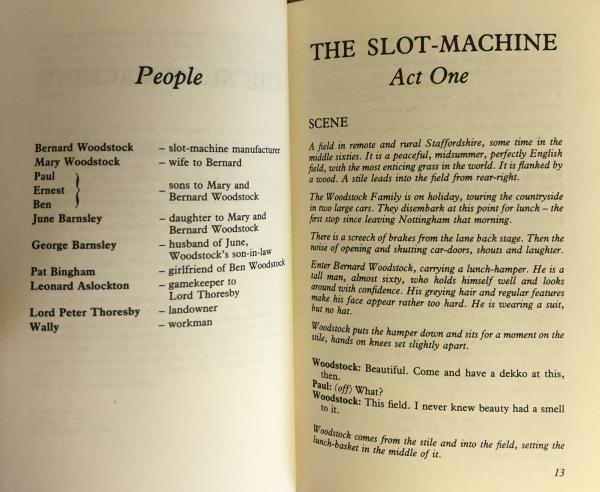 People
Bernard Woodstock – slot-machine manufacturer
Mary Woodstock – wife to Bernard
Paul
Ernest – sons to Mary and
Ben Bernard Woodstock
June Barnsley – daughter to Mary and
Bernard Woodstock
George Barnsley – husband of June,
Woodstock's son-in-law
Pat Bingham – girlfriend of Ben Woodstock
Leonard Aslockton – gamekeeper to
Lord Thoresby
Lord Peter Thoresby – landowner
Wally – workman
THE SLOT-MACHINE
Act One
SCENE
A field in remote and rural Staffordshire, some time in the
middle sixties. It is a peaceful, midsummer, perfectly English
field, with the most enticing grass in the world. It is flanked by
a wood. A stile leads into the field from rear-right.
The Woodstock Family is on holiday, touring the countryside
in two large cars. They disembark at this point for lunch – the
first stop since leaving Nottingham that morning.
There is a screech of brakes from the lane back stage. Then the
noise of opening and shutting car-doors, shouts and laughter.
Enter Bernard Woodstock, carrying a lunch-hamper. He is a
tall man, almost sixty, who holds himself well and looks
around with confidence. His greying hair and regular features
make his face appear rather too hard. He is wearing a suit,
but no hat.
Woodstock puts the hamper down and sits for a moment on the
stile, hands on knees set slightly apart.
Woodstock: Beautiful. Come and have a dekko at this,
then.
Paul: (off) What?
Woodstock: This field. I never knew beauty had a smell
to it.
Woodstock comes from the stile and into the field, setting the
lunch-basket in the middle of it.
13